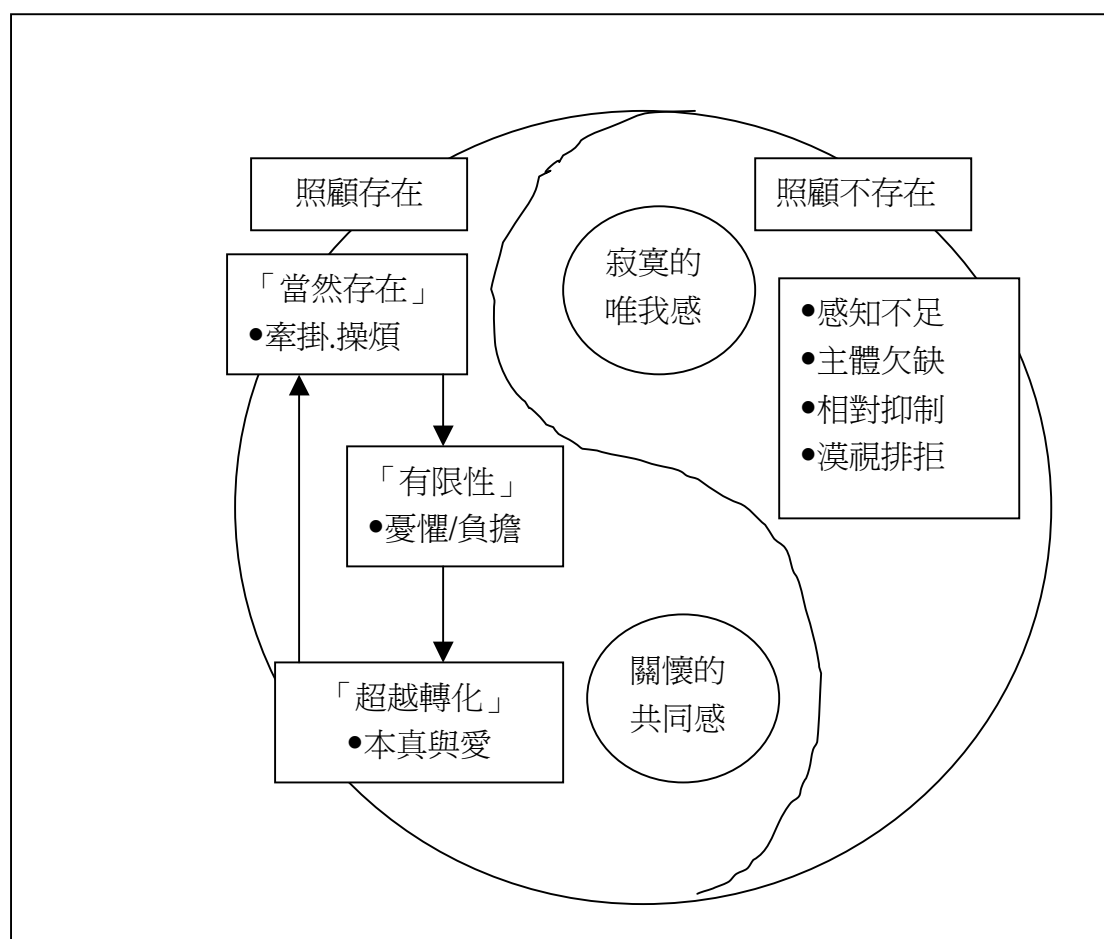 照顧存在
照顧不存在
寂寞的
唯我感
「當然存在」
●牽掛.操煩
●感知不足
●主體欠缺
●相對抑制
●漠視排拒
「有限性」
●憂懼/負擔
「超越轉化」
●本真與愛
關懷的
共同感